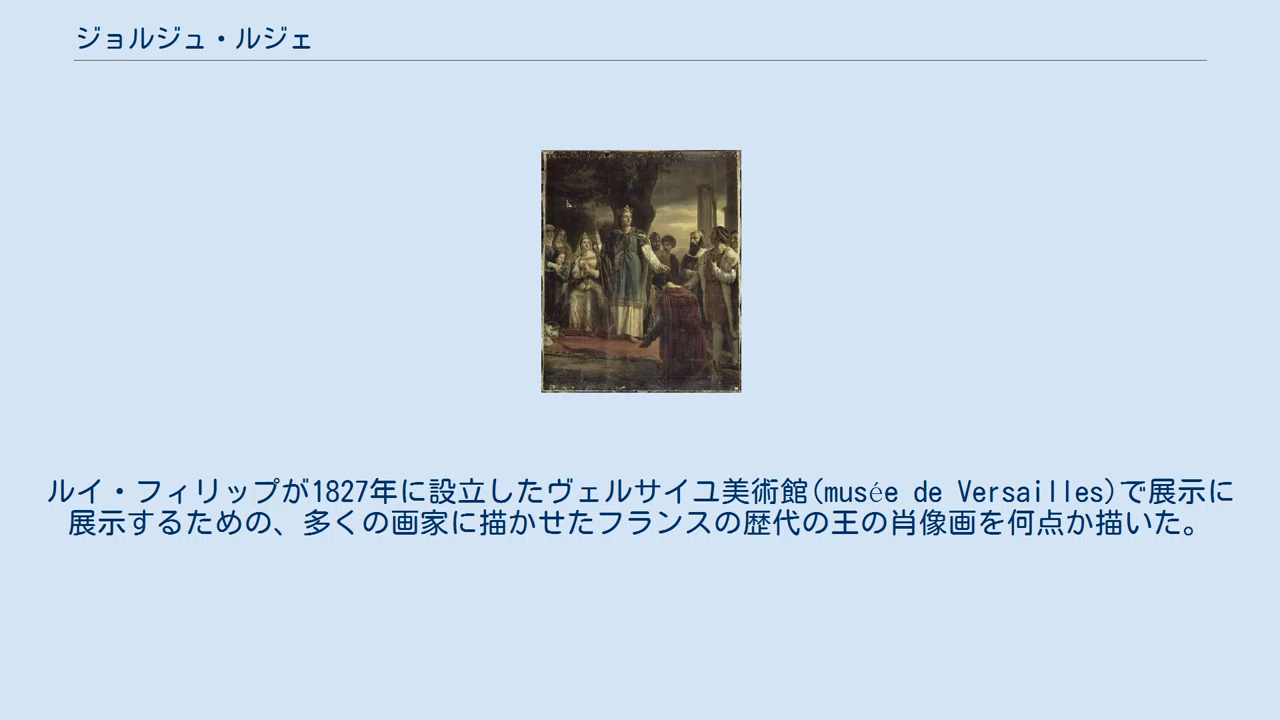 ジョルジュ・ルジェ
ルイ・フィリップが1827年に設立したヴェルサイユ美術館(musée de Versailles)で展示に
展示するための、多くの画家に描かせたフランスの歴代の王の肖像画を何点か描いた。